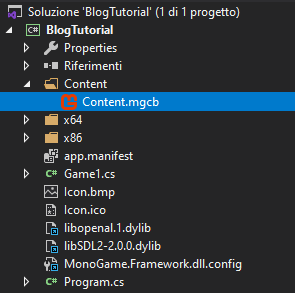 Soluzione 'BlogTutorial' (1 di 1 progetto)
C# BlogTutorial
Properties
Riferimenti
Content
Content.mgcb
x64
x86
app.manifest
C# Game1.cs
Icon.bmp
Icon.ico
libopenal.1.dylib
libSDL2-2.0.0.dylib
MonoGame.Framework.dll.config
C# Program.cs